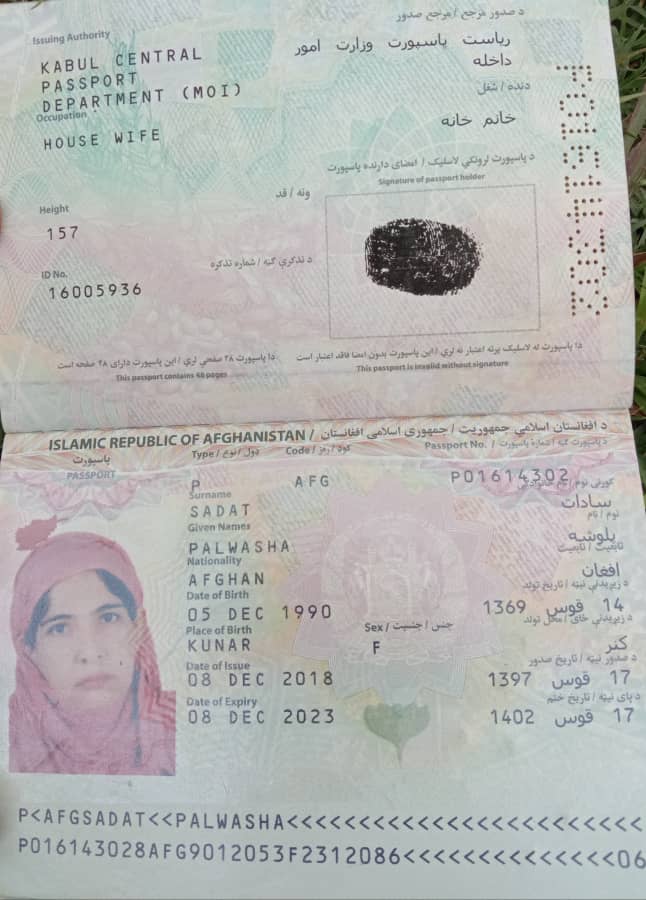 د صدور مرجع / مرجع صدور
Issuing Authority
KABUL CENTRAL
PASSPORT
DEPARTMENT (MOI)
ریاست پاسپورت وزارت امور
داخله
Occupation
دنده / شغل
HOUSE WIFE
خانم خانه
د پاسپورت لرونکي لاسلیک / امضای دارنده پاسپورت
Signature of passport holder
ونه / قد
Height
157
د تذکرې ګڼه / شماره تذکره
ID No.
16005936
دا پاسپورت ۴۸ صفحې لري / این پاسپورت دارای ۴۸ صفحه است
This passport contains 48 pages
دا پاسپورت له لاسلیک پرته اعتبار نه لري / این پاسپورت بدون امضا فاقد اعتبار است
This passport is invalid without signature
P01614302
ISLAMIC REPUBLIC OF AFGHANISTAN / د افغانستان اسلامي جمهوریت / جمهوری اسلامی افغانستان
پاسپورت
PASSPORT
Type / ډول / نوع
P
Code / کود / رمز
AFG
Passport No. / د پاسپورت ګڼه / شماره پاسپورت
P01614302
Surname
SADAT
سادات
Given Names
نوم / نام
PALWASHA
پلوشه
Nationality
تابعیت / تابعیت
AFGHAN
افغان
Date of Birth
د زیږیدنې نیټه / تاریخ تولد
05 DEC 1990
14 قوس 1369
Place of Birth
د زیږیدنې ځای / محل تولد
KUNAR
کنر
Sex / جنس / جنسیت
F
Date of Issue
د صدور نیټه / تاریخ صدور
08 DEC 2018
17 قوس 1397
Date of Expiry
د پای نیټه / تاریخ ختم
08 DEC 2023
17 قوس 1402
P<AFGSADAT<<PALWASHA<<<<<<<<<<<<<<<<<<<<<<<<
P016143028AFG9012053F2312086<<<<<<<<<<<<<<06